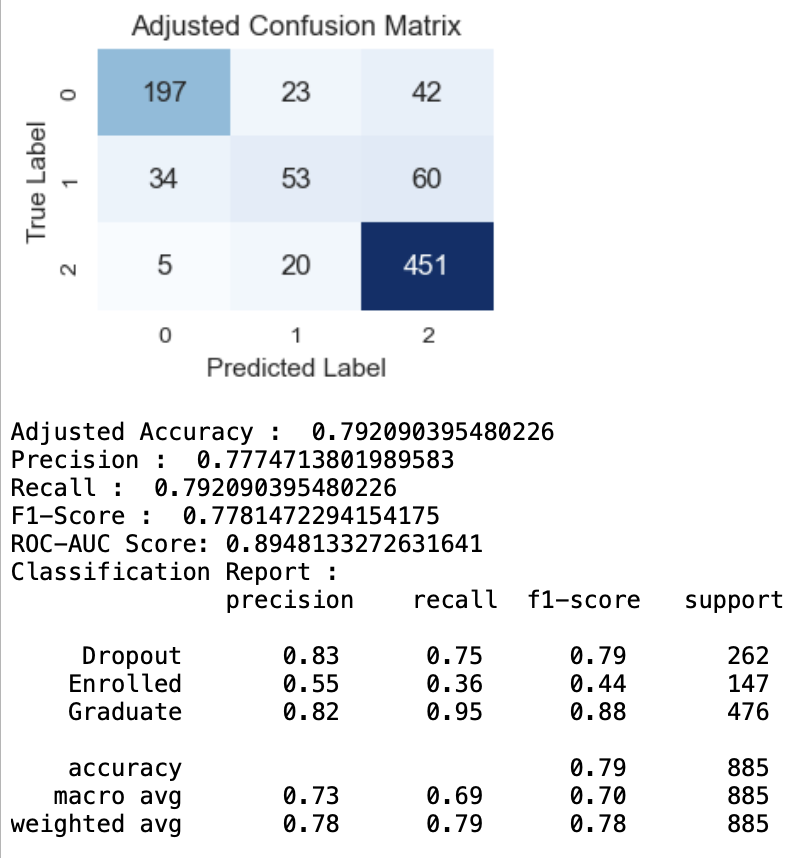 Adjusted Confusion Matrix
True Label
0 197 23 42
1 34 53 60
2 5 20 451
0 1 2
Predicted Label
Adjusted Accuracy :  0.792090395480226
Precision :  0.7774713801989583
Recall :  0.792090395480226
F1-Score :  0.7781472294154175
ROC-AUC Score: 0.8948133272631641
Classification Report :
precision recall f1-score support
Dropout 0.83 0.75 0.79 262
Enrolled 0.55 0.36 0.44 147
Graduate 0.82 0.95 0.88 476
accuracy 0.79 885
macro avg 0.73 0.69 0.70 885
weighted avg 0.78 0.79 0.78 885